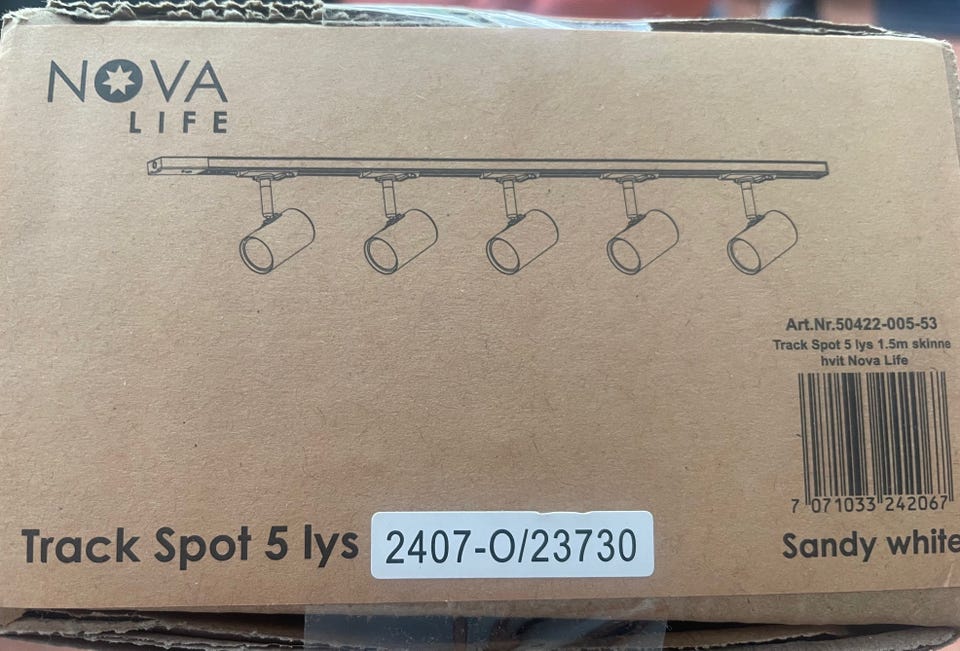 NOVA
LIFE
Art.Nr.50422-005-53
Track Spot 5 lys 1.5m skinne
hvit Nova Life
7 071033 242067
Track Spot 5 lys 2407-O/23730 Sandy white